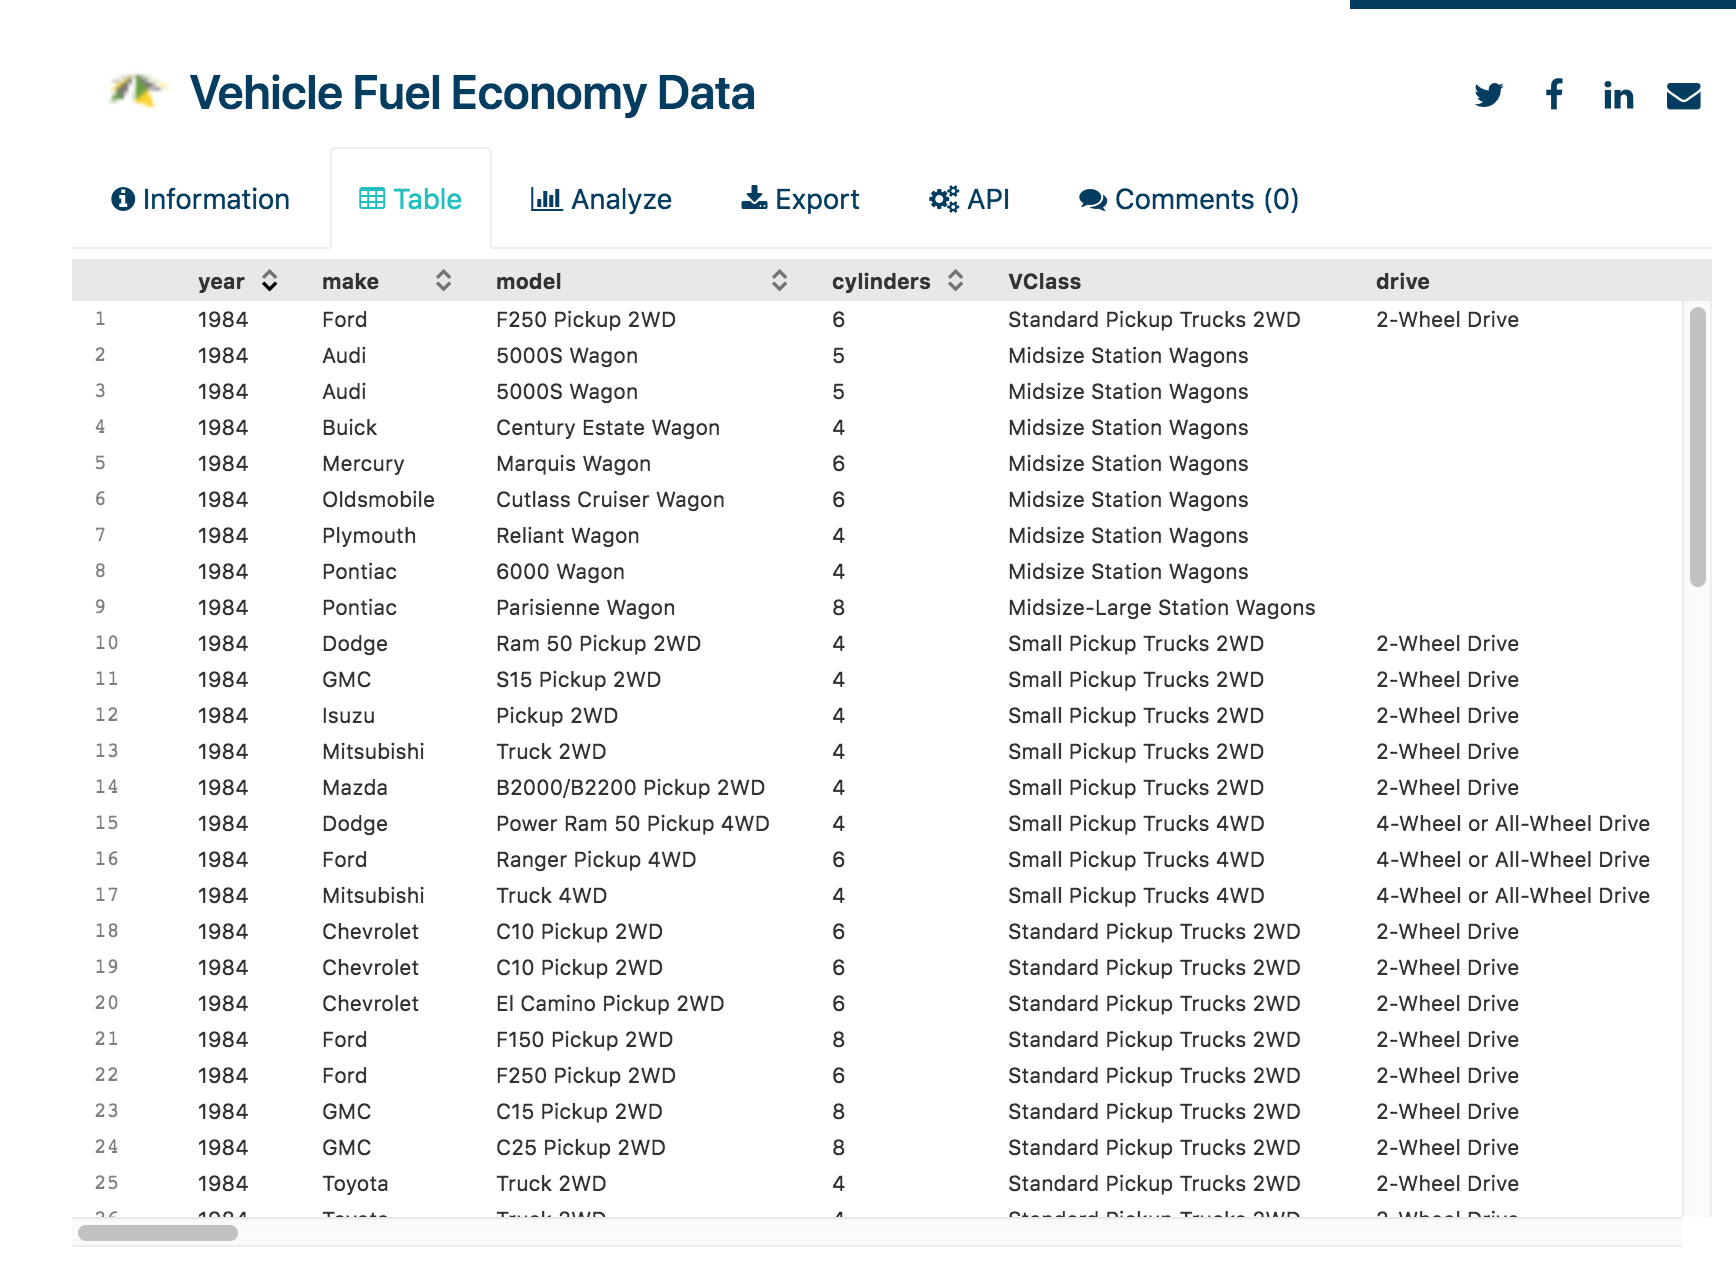 Vehicle Fuel Economy Data
Information Table Analyze Export API Comments (0)
year make model cylinders VClass drive
1 1984 Ford F250 Pickup 2WD 6 Standard Pickup Trucks 2WD 2-Wheel Drive
2 1984 Audi 5000S Wagon 5 Midsize Station Wagons
3 1984 Audi 5000S Wagon 5 Midsize Station Wagons
4 1984 Buick Century Estate Wagon 4 Midsize Station Wagons
5 1984 Mercury Marquis Wagon 6 Midsize Station Wagons
6 1984 Oldsmobile Cutlass Cruiser Wagon 6 Midsize Station Wagons
7 1984 Plymouth Reliant Wagon 4 Midsize Station Wagons
8 1984 Pontiac 6000 Wagon 4 Midsize Station Wagons
9 1984 Pontiac Parisienne Wagon 8 Midsize-Large Station Wagons
10 1984 Dodge Ram 50 Pickup 2WD 4 Small Pickup Trucks 2WD 2-Wheel Drive
11 1984 GMC S15 Pickup 2WD 4 Small Pickup Trucks 2WD 2-Wheel Drive
12 1984 Isuzu Pickup 2WD 4 Small Pickup Trucks 2WD 2-Wheel Drive
13 1984 Mitsubishi Truck 2WD 4 Small Pickup Trucks 2WD 2-Wheel Drive
14 1984 Mazda B2000/B2200 Pickup 2WD 4 Small Pickup Trucks 2WD 2-Wheel Drive
15 1984 Dodge Power Ram 50 Pickup 4WD 4 Small Pickup Trucks 4WD 4-Wheel or All-Wheel Drive
16 1984 Ford Ranger Pickup 4WD 6 Small Pickup Trucks 4WD 4-Wheel or All-Wheel Drive
17 1984 Mitsubishi Truck 4WD 4 Small Pickup Trucks 4WD 4-Wheel or All-Wheel Drive
18 1984 Chevrolet C10 Pickup 2WD 6 Standard Pickup Trucks 2WD 2-Wheel Drive
19 1984 Chevrolet C10 Pickup 2WD 6 Standard Pickup Trucks 2WD 2-Wheel Drive
20 1984 Chevrolet El Camino Pickup 2WD 6 Standard Pickup Trucks 2WD 2-Wheel Drive
21 1984 Ford F150 Pickup 2WD 8 Standard Pickup Trucks 2WD 2-Wheel Drive
22 1984 Ford F250 Pickup 2WD 6 Standard Pickup Trucks 2WD 2-Wheel Drive
23 1984 GMC C15 Pickup 2WD 8 Standard Pickup Trucks 2WD 2-Wheel Drive
24 1984 GMC C25 Pickup 2WD 8 Standard Pickup Trucks 2WD 2-Wheel Drive
25 1984 Toyota Truck 2WD 4 Standard Pickup Trucks 2WD 2-Wheel Drive